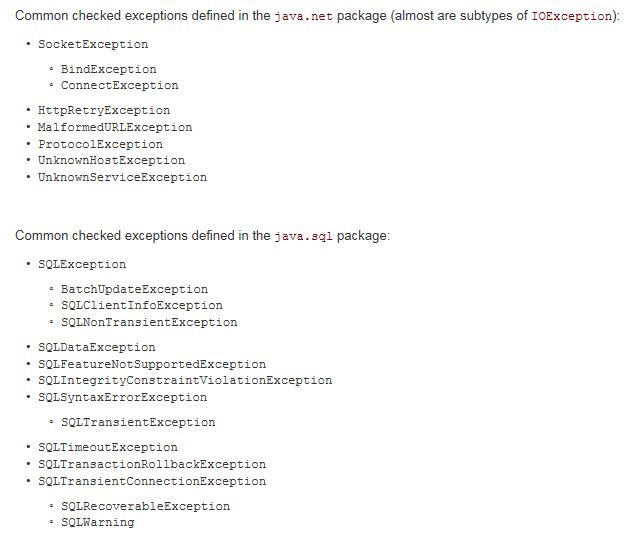 Common checked exceptions defined in the java.net package (almost are subtypes of IOException):
• SocketException
◦ BindException
◦ ConnectException
• HttpRetryException
• MalformedURLException
• ProtocolException
• UnknownHostException
• UnknownServiceException
Common checked exceptions defined in the java.sql package:
• SQLException
◦ BatchUpdateException
◦ SQLClientInfoException
◦ SQLNonTransientException
• SQLDataException
• SQLFeatureNotSupportedException
• SQLIntegrityConstraintViolationException
• SQLSyntaxErrorException
◦ SQLTransientException
• SQLTimeoutException
• SQLTransactionRollbackException
• SQLTransientConnectionException
◦ SQLRecoverableException
◦ SQLWarning